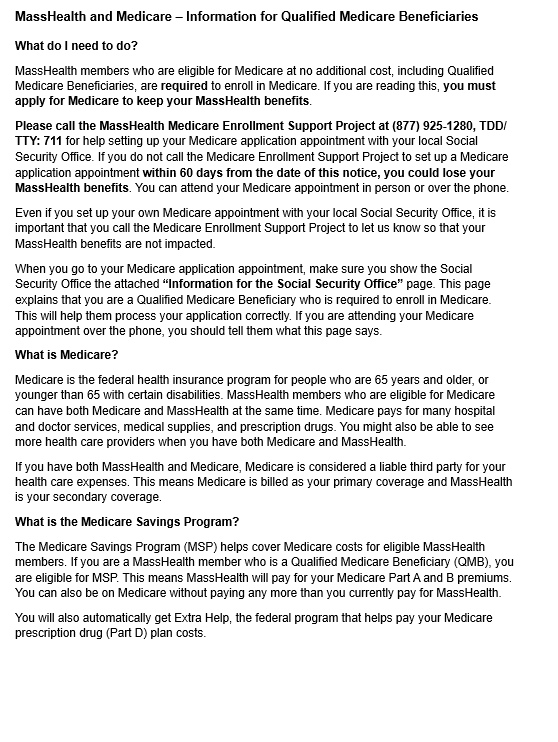 MassHealth and Medicare – Information for Qualified Medicare Beneficiaries
What do I need to do?
MassHealth members who are eligible for Medicare at no additional cost, including Qualified
Medicare Beneficiaries, are required to enroll in Medicare. If you are reading this, you must
apply for Medicare to keep your MassHealth benefits.
Please call the MassHealth Medicare Enrollment Support Project at (877) 925-1280, TDD/
TTY: 711 for help setting up your Medicare application appointment with your local Social
Security Office. If you do not call the Medicare Enrollment Support Project to set up a Medicare
application appointment within 60 days from the date of this notice, you could lose your
MassHealth benefits. You can attend your Medicare appointment in person or over the phone.
Even if you set up your own Medicare appointment with your local Social Security Office, it is
important that you call the Medicare Enrollment Support Project to let us know so that your
MassHealth benefits are not impacted.
When you go to your Medicare application appointment, make sure you show the Social
Security Office the attached “Information for the Social Security Office” page. This page
explains that you are a Qualified Medicare Beneficiary who is required to enroll in Medicare.
This will help them process your application correctly. If you are attending your Medicare
appointment over the phone, you should tell them what this page says.
What is Medicare?
Medicare is the federal health insurance program for people who are 65 years and older, or
younger than 65 with certain disabilities. MassHealth members who are eligible for Medicare
can have both Medicare and MassHealth at the same time. Medicare pays for many hospital
and doctor services, medical supplies, and prescription drugs. You might also be able to see
more health care providers when you have both Medicare and MassHealth.
If you have both MassHealth and Medicare, Medicare is considered a liable third party for your
health care expenses. This means Medicare is billed as your primary coverage and MassHealth
is your secondary coverage.
What is the Medicare Savings Program?
The Medicare Savings Program (MSP) helps cover Medicare costs for eligible MassHealth
members. If you are a MassHealth member who is a Qualified Medicare Beneficiary (QMB), you
are eligible for MSP. This means MassHealth will pay for your Medicare Part A and B premiums.
You can also be on Medicare without paying any more than you currently pay for MassHealth.
You will also automatically get Extra Help, the federal program that helps pay your Medicare
prescription drug (Part D) plan costs.